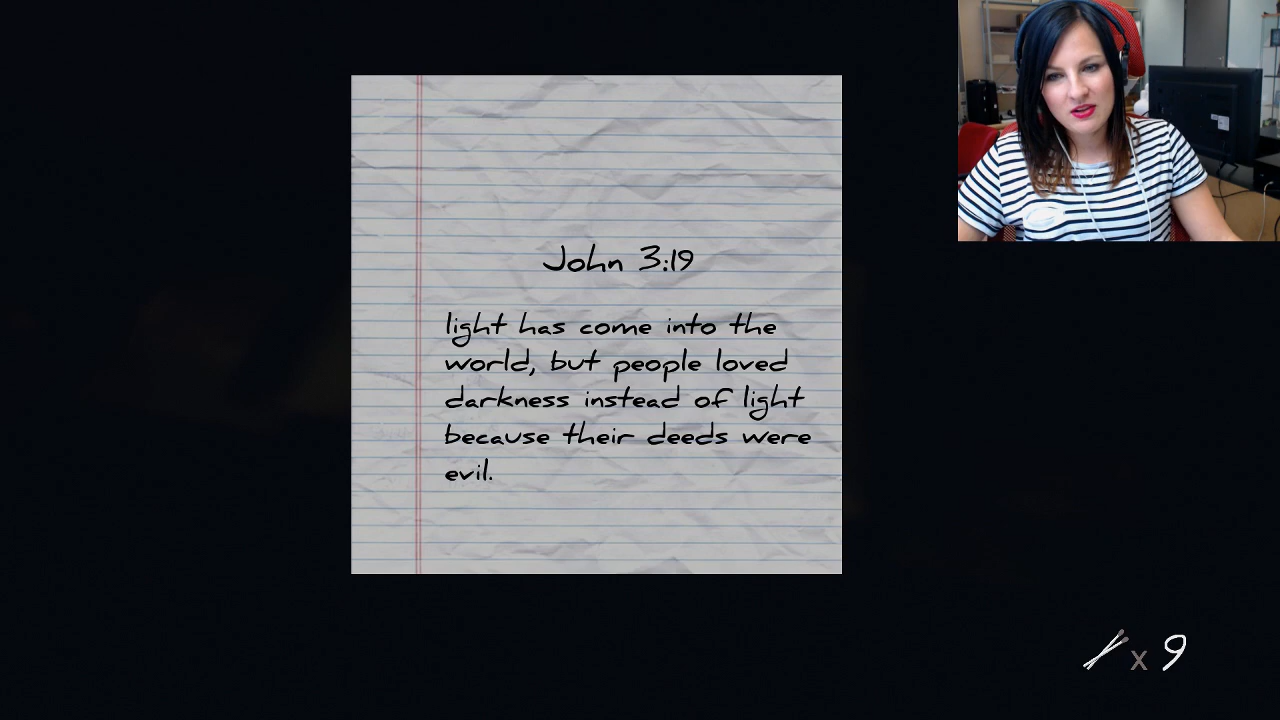 John 3:19
light has come into the
world, but people loved
darkness instead of light
because their deeds were
evil.
x 9